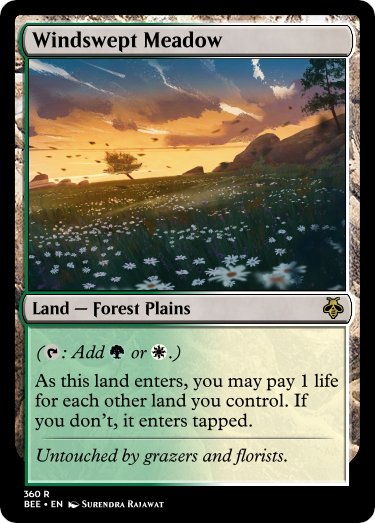 Windswept Meadow
Land — Forest Plains
(: Add or .)
As this land enters, you may pay 1 life
for each other land you control. If
you don't, it enters tapped.
Untouched by grazers and florists.
360 R
BEE • EN Surendra Rajawat